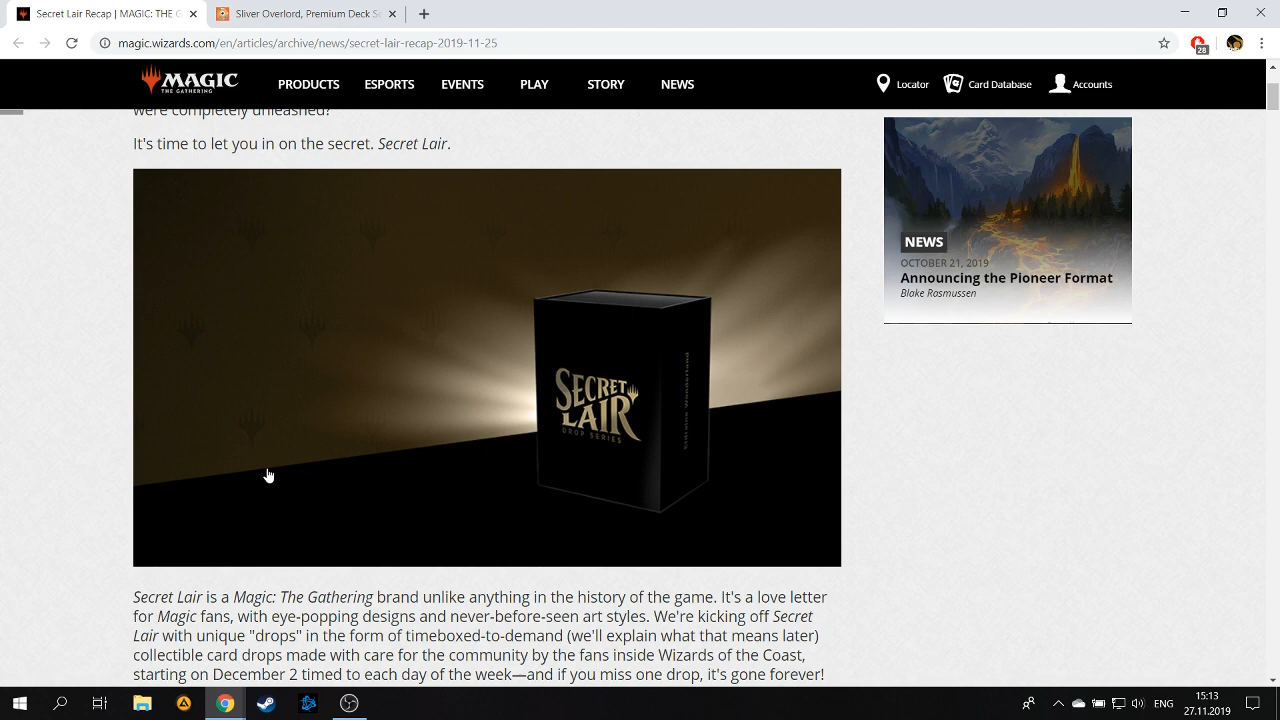 Secret Lair Recap | MAGIC: THE G
Sliver Overlord, Premium Deck Se
magic.wizards.com/en/articles/archive/news/secret-lair-recap-2019-11-25
28
MAGIC
THE GATHERING
PRODUCTS
ESPORTS
EVENTS
PLAY
STORY
NEWS
Locator
Card Database
Accounts
were completely unleashed?
It's time to let you in on the secret. Secret Lair.
SECRET
LAIR
DROP SERIES
NEWS
OCTOBER 21, 2019
Announcing the Pioneer Format
Blake Rasmussen
Secret Lair is a Magic: The Gathering brand unlike anything in the history of the game. It's a love letter
for Magic fans, with eye-popping designs and never-before-seen art styles. We're kicking off Secret
Lair with unique "drops" in the form of timeboxed-to-demand (we'll explain what that means later)
collectible card drops made with care for the community by the fans inside Wizards of the Coast,
starting on December 2 timed to each day of the week—and if you miss one drop, it's gone forever!
ENG
15:13
27.11.2019